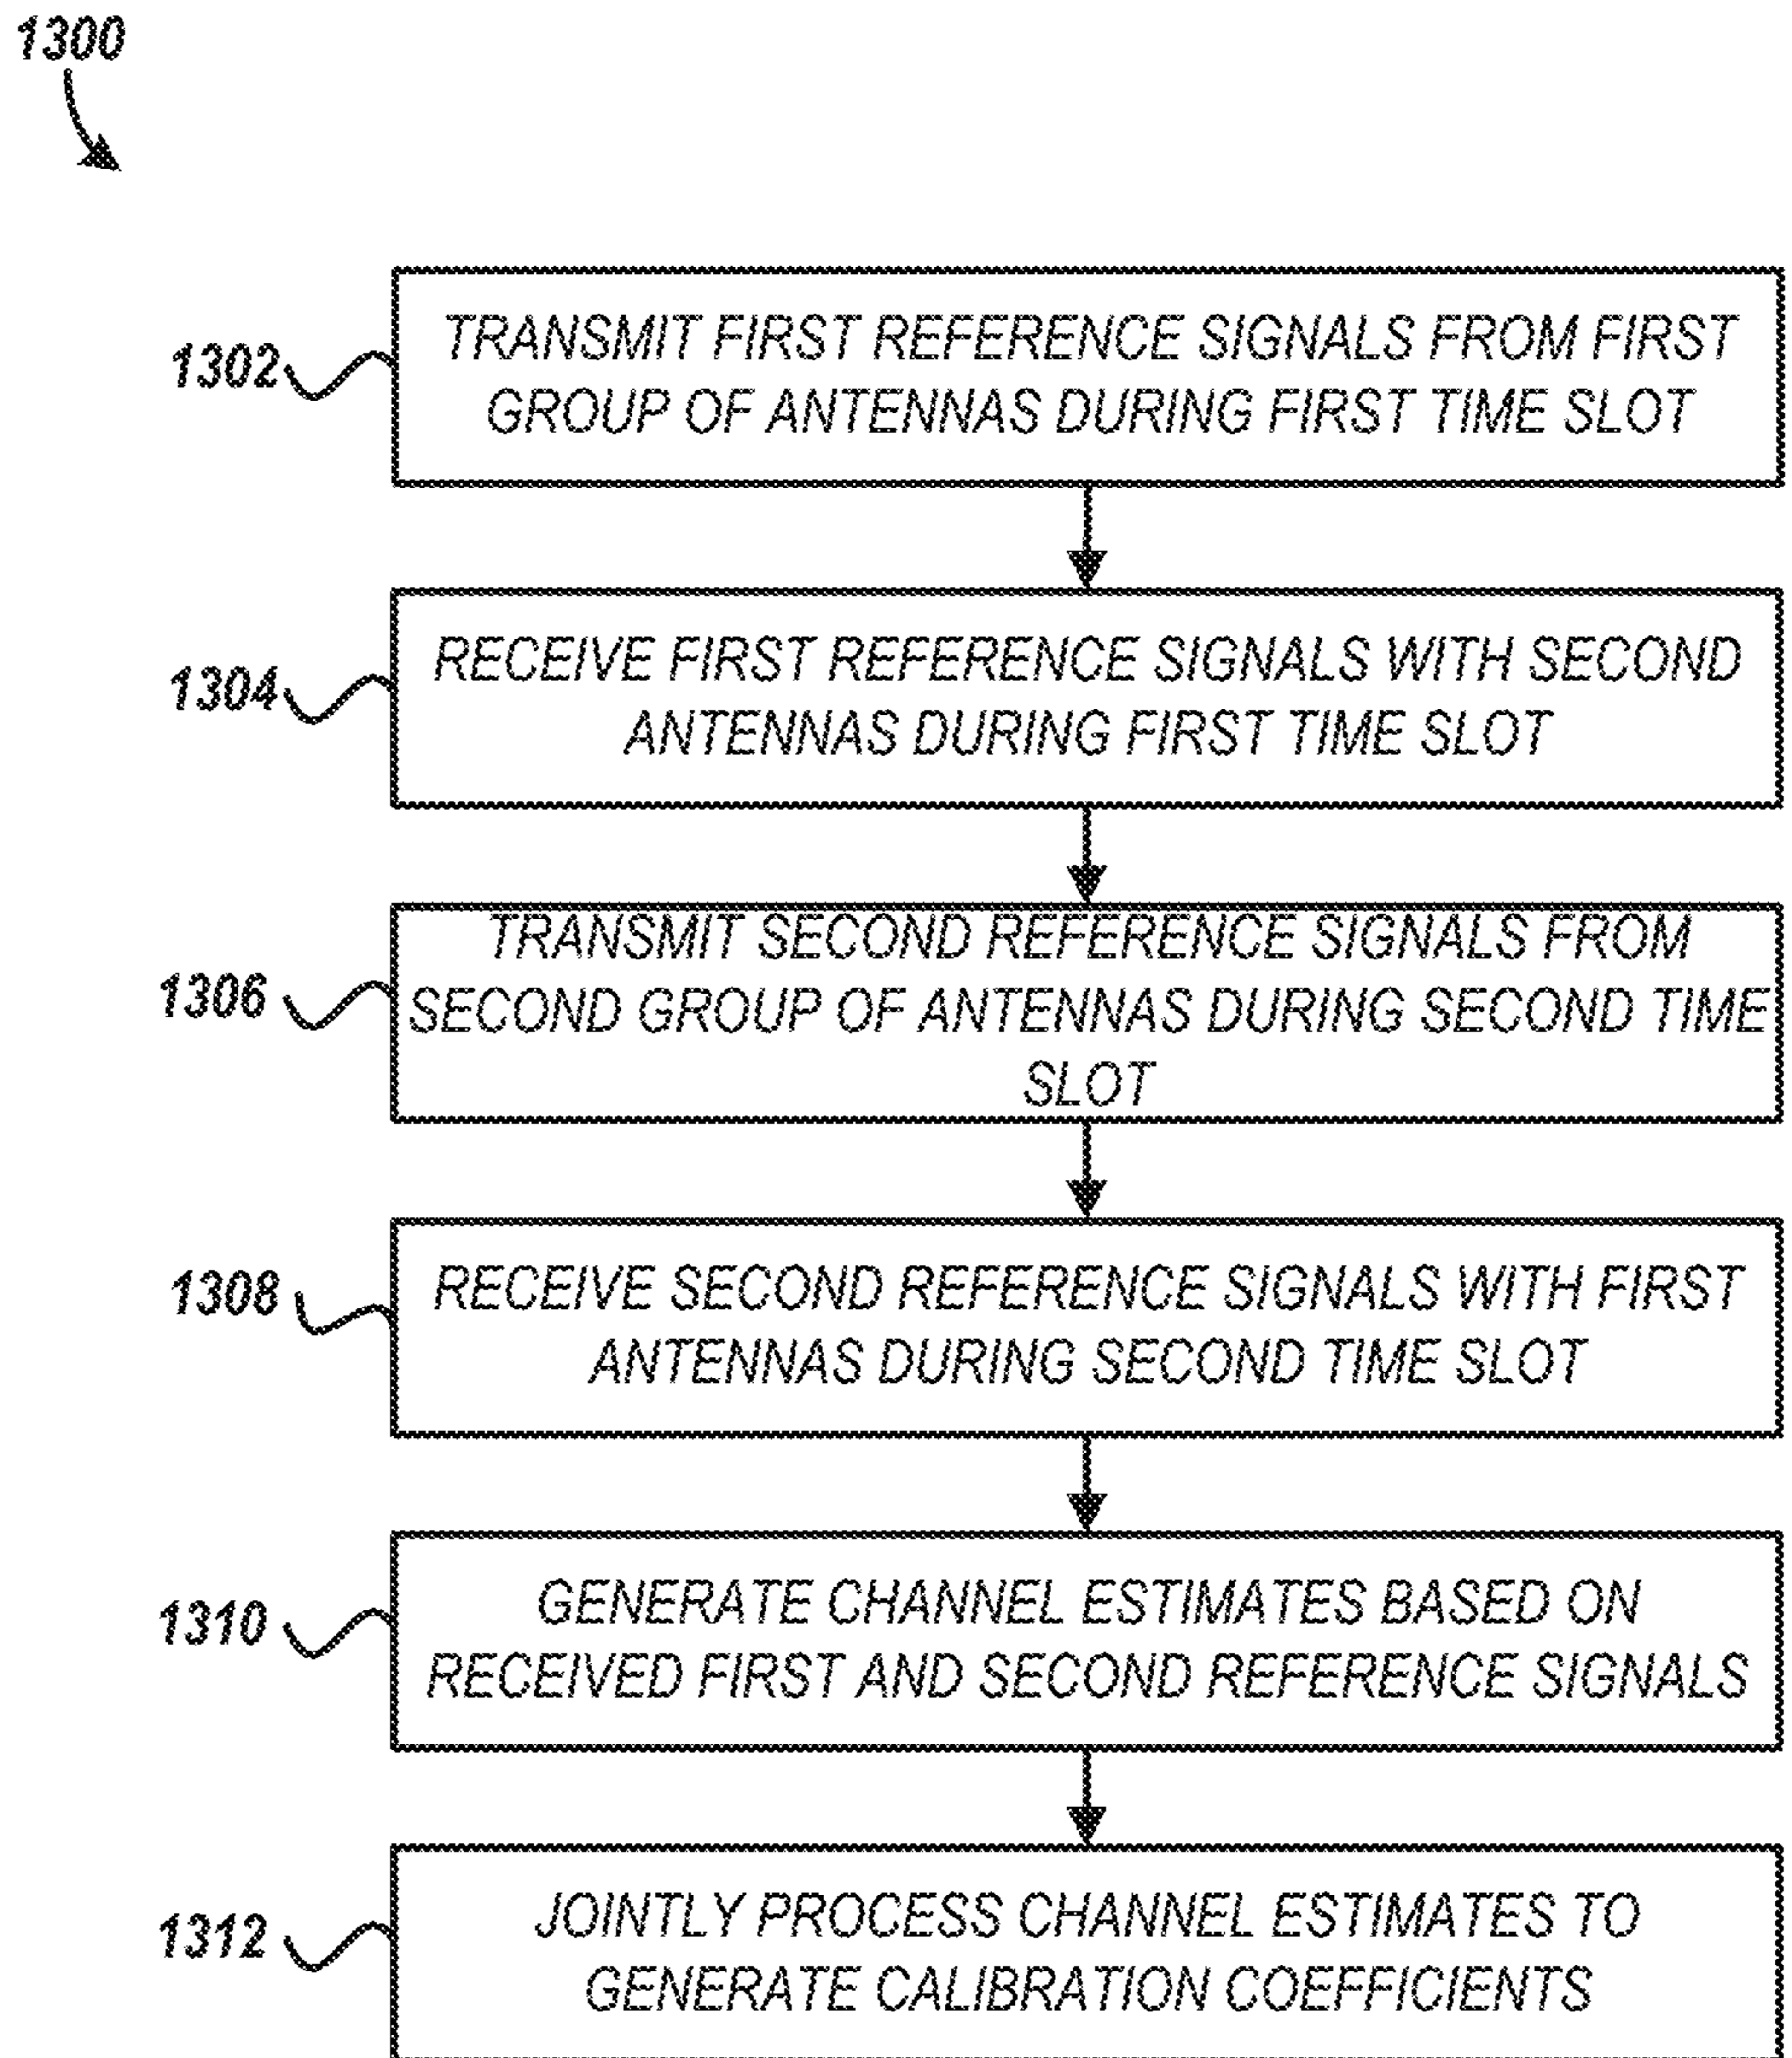 1300
1302
TRANSMIT FIRST REFERENCE SIGNALS FROM FIRST
GROUP OF ANTENNAS DURING FIRST TIME SLOT
1304
RECEIVE FIRST REFERENCE SIGNALS WITH SECOND
ANTENNAS DURING FIRST TIME SLOT
1306
TRANSMIT SECOND REFERENCE SIGNALS FROM
SECOND GROUP OF ANTENNAS DURING SECOND TIME
SLOT
1308
RECEIVE SECOND REFERENCE SIGNALS WITH FIRST
ANTENNAS DURING SECOND TIME SLOT
1310
GENERATE CHANNEL ESTIMATES BASED ON
RECEIVED FIRST AND SECOND REFERENCE SIGNALS
1312
JOINTLY PROCESS CHANNEL ESTIMATES TO
GENERATE CALIBRATION COEFFICIENTS